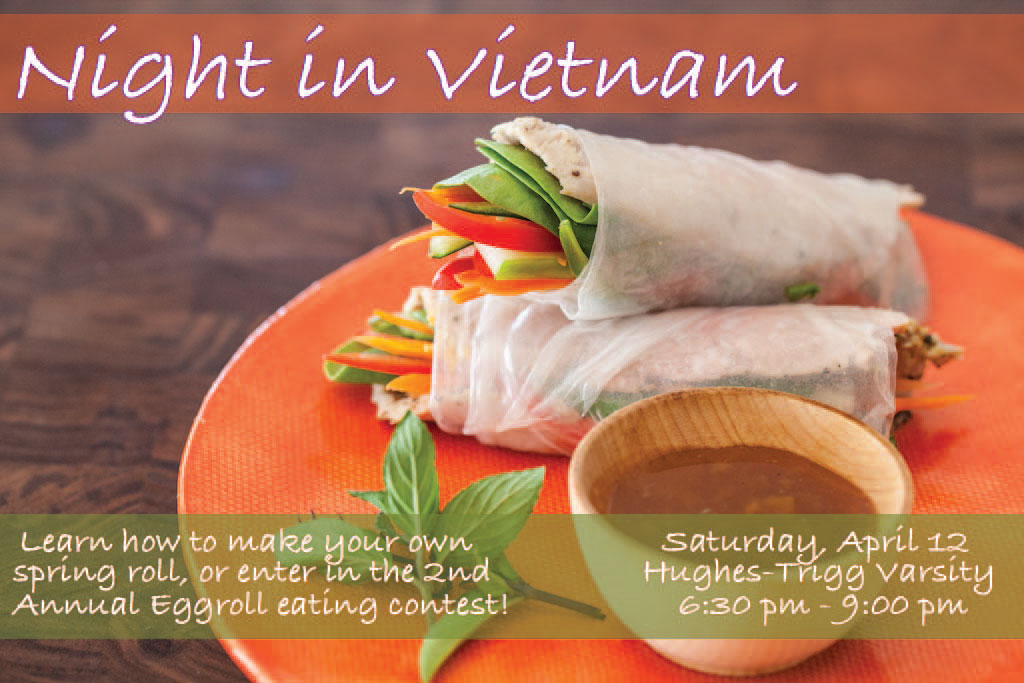 Night in Vietnam
Learn how to make your own
spring roll, or enter in the 2nd
Annual Eggroll eating contest!
Saturday, April 12
Hughes-Trigg Varsity
6:30 pm - 9:00 pm